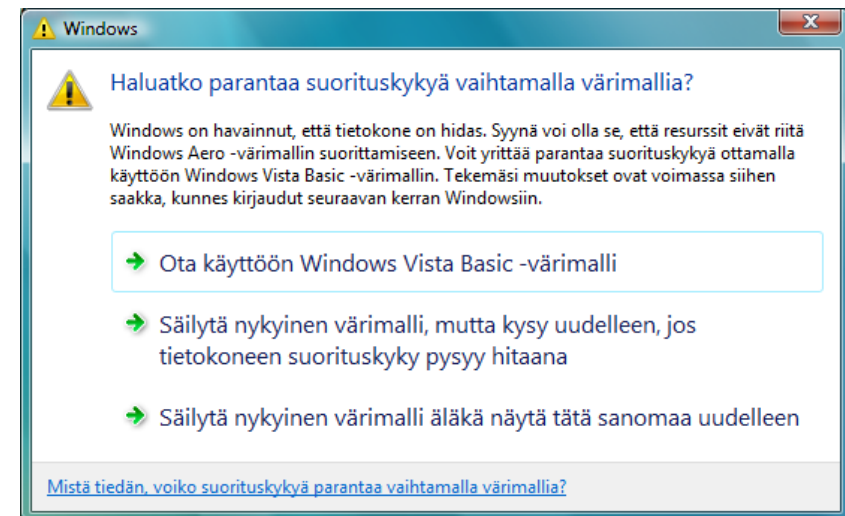 Windows
Haluatko parantaa suorituskykyä vaihtamalla värimallia?
Windows on havainnut, että tietokone on hidas. Syynä voi olla se, että resurssit eivät riitä
Windows Aero -värimallin suorittamiseen. Voit yrittää parantaa suorituskykyä ottamalla
käyttöön Windows Vista Basic -värimallin. Tekemäsi muutokset ovat voimassa siihen
saakka, kunnes kirjaudut seuraavan kerran Windowsiin.
Ota käyttöön Windows Vista Basic -värimalli
Säilytä nykyinen värimalli, mutta kysy uudelleen, jos
tietokoneen suorituskyky pysyy hitaana
Säilytä nykyinen värimalli äläkä näytä tätä sanomaa uudelleen
Mistä tiedän, voiko suorituskykyä parantaa vaihtamalla värimallia?